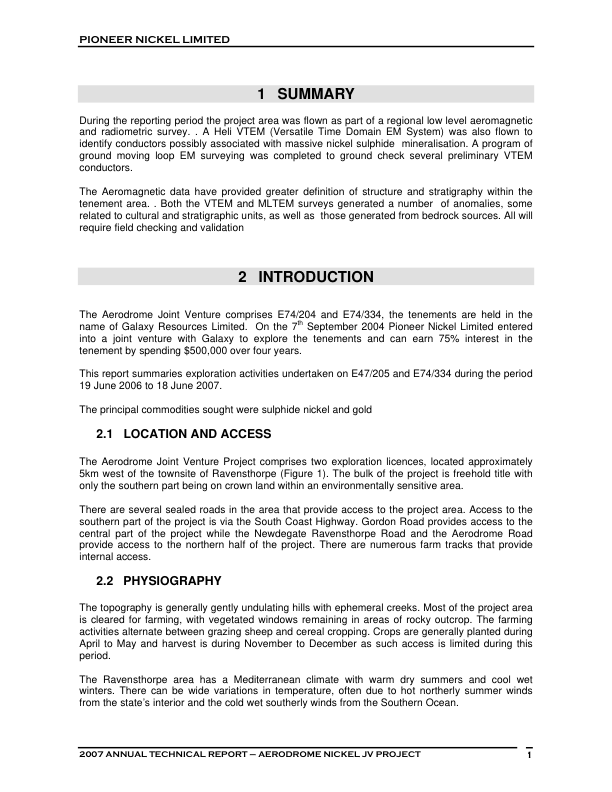 PIONEER NICKEL LIMITED
1 SUMMARY
During the reporting period the project area was flown as part of a regional low level aeromagnetic
and radiometric survey. . A Heli VTEM (Versatile Time Domain EM System) was also flown to
identify conductors possibly associated with massive nickel sulphide mineralisation. A program of
ground moving loop EM surveying was completed to ground check several preliminary VTEM
conductors.
The Aeromagnetic data have provided greater definition of structure and stratigraphy within the
tenement area. . Both the VTEM and MLTEM surveys generated a number of anomalies, some
related to cultural and stratigraphic units, as well as those generated from bedrock sources. All will
require field checking and validation
2 INTRODUCTION
The Aerodrome Joint Venture comprises E74/204 and E74/334, the tenements are held in the
name of Galaxy Resources Limited. On the 7th September 2004 Pioneer Nickel Limited entered
into a joint venture with Galaxy to explore the tenements and can earn 75% interest in the
tenement by spending $500,000 over four years.
This report summaries exploration activities undertaken on E47/205 and E74/334 during the period
19 June 2006 to 18 June 2007.
The principal commodities sought were sulphide nickel and gold
2.1 LOCATION AND ACCESS
The Aerodrome Joint Venture Project comprises two exploration licences, located approximately
5km west of the townsite of Ravensthorpe (Figure 1). The bulk of the project is freehold title with
only the southern part being on crown land within an environmentally sensitive area.
There are several sealed roads in the area that provide access to the project area. Access to the
southern part of the project is via the South Coast Highway. Gordon Road provides access to the
central part of the project while the Newdegate Ravensthorpe Road and the Aerodrome Road
provide access to the northern half of the project. There are numerous farm tracks that provide
internal access.
2.2 PHYSIOGRAPHY
The topography is generally gently undulating hills with ephemeral creeks. Most of the project area
is cleared for farming, with vegetated windows remaining in areas of rocky outcrop. The farming
activities alternate between grazing sheep and cereal cropping. Crops are generally planted during
April to May and harvest is during November to December as such access is limited during this
period.
The Ravensthorpe area has a Mediterranean climate with warm dry summers and cool wet
winters. There can be wide variations in temperature, often due to hot northerly summer winds
from the state's interior and the cold wet southerly winds from the Southern Ocean.
2007 ANNUAL TECHNICAL REPORT – AERODROME NICKEL JV PROJECT 1